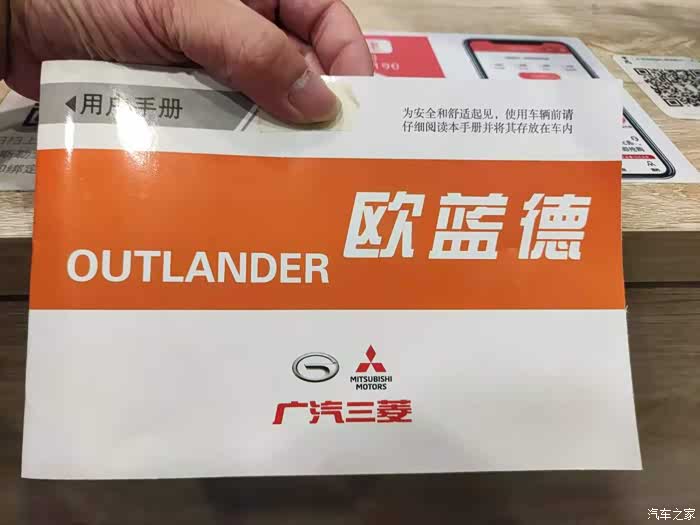 用户手册
为安全和舒适起见，使用车辆前请
仔细阅读本手册并将其存放在车内
OUTLANDER
欧蓝德
MITSUBISHI
MOTORS
广汽三菱
汽车之家